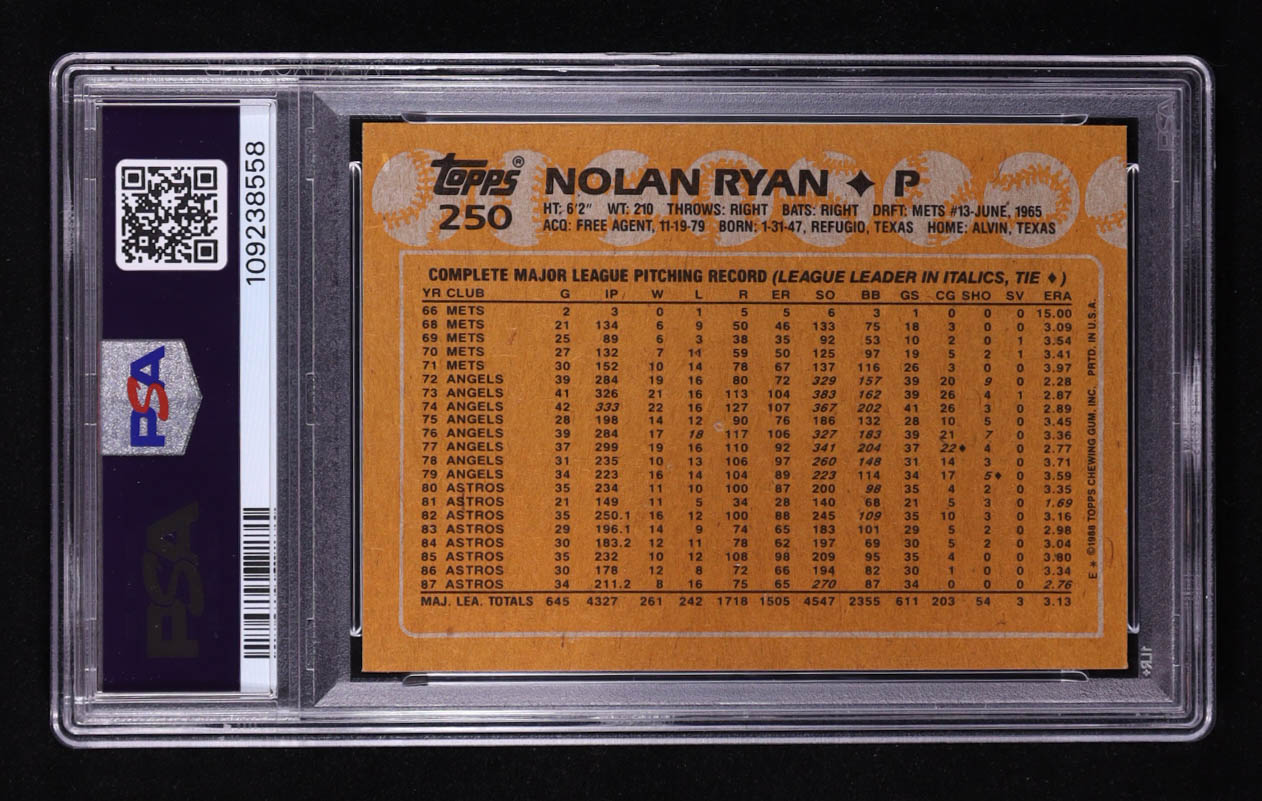 109238558
PSA
PSA
Topps®
250
NOLAN RYAN ✦ P
HT: 6'2" WT: 210 THROWS: RIGHT BATS: RIGHT DRFT: METS #13-JUNE, 1965
ACQ: FREE AGENT, 11-19-79 BORN: 1-31-47, REFUGIO, TEXAS HOME: ALVIN, TEXAS
COMPLETE MAJOR LEAGUE PITCHING RECORD (LEAGUE LEADER IN ITALICS, TIE ♦)
YR CLUB G IP W L R ER SO BB GS CG SHO SV ERA
66 METS 2 3 0 1 5 5 6 3 1 0 0 0 15.00
68 METS 21 134 6 9 50 46 133 75 18 3 0 0 3.09
69 METS 25 89 6 3 38 35 92 53 10 2 0 1 3.54
70 METS 27 132 7 11 59 50 125 97 19 5 2 1 3.41
71 METS 30 152 10 14 78 67 137 116 26 3 0 0 3.97
72 ANGELS 39 284 19 16 80 72 329 157 39 20 9 0 2.28
73 ANGELS 41 326 21 16 113 104 383 162 39 26 4 1 2.87
74 ANGELS 42 333 22 16 127 107 367 202 41 26 3 0 2.89
75 ANGELS 28 198 14 12 90 76 186 132 28 10 5 0 3.45
76 ANGELS 39 284 17 18 117 106 327 183 39 21 7 0 3.36
77 ANGELS 37 299 19 16 110 92 341 204 37 22♦ 4 0 2.77
78 ANGELS 31 235 10 13 106 97 260 148 31 14 3 0 3.71
79 ANGELS 34 223 16 14 104 89 223 114 34 17 5♦ 0 3.59
80 ASTROS 35 234 11 10 100 87 200 98 35 4 2 0 3.35
81 ASTROS 21 149 11 5 34 28 140 68 21 5 3 0 1.69
82 ASTROS 35 250.1 16 12 100 88 245 109 35 10 3 0 3.16
83 ASTROS 29 196.1 14 9 74 65 183 101 29 5 2 0 2.98
84 ASTROS 30 183.2 12 11 78 62 197 69 30 5 2 0 3.04
85 ASTROS 35 232 10 12 108 98 209 95 35 4 0 0 3.80
86 ASTROS 30 178 12 8 72 66 194 82 30 1 0 0 3.34
87 ASTROS 34 211.2 8 16 75 65 270 87 34 0 0 0 2.76
MAJ. LEA. TOTALS 645 4327 261 242 1718 1505 4547 2355 611 203 54 3 3.13
E * ©1988 TOPPS CHEWING GUM, INC. PRTD. IN U.S.A.